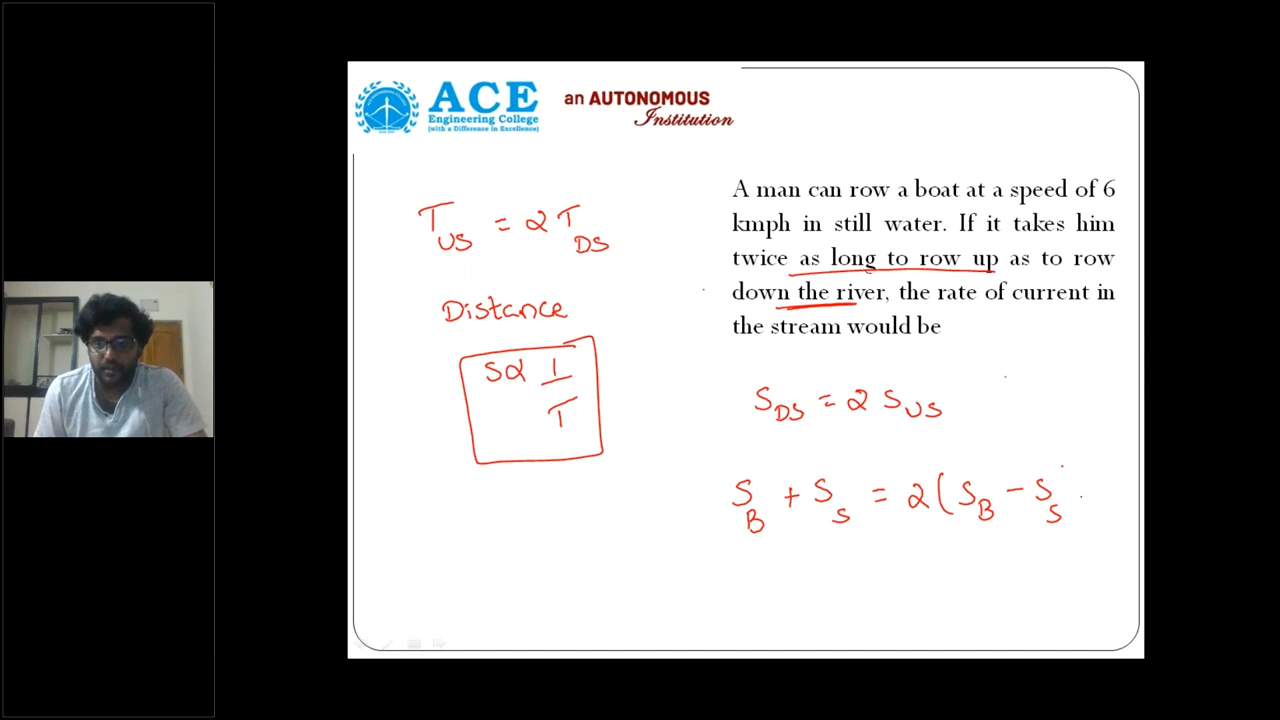 ACE
Engineering College
(with a Difference in Excellence)
an AUTONOMOUS
Institution
A man can row a boat at a speed of 6
kmph in still water. If it takes him
twice as long to row up as to row
down the river, the rate of current in
the stream would be
T_US = 2 T_DS
Distance
S α 1/T
S_DS = 2 S_US
S_B + S_S = 2(S_B - S_S